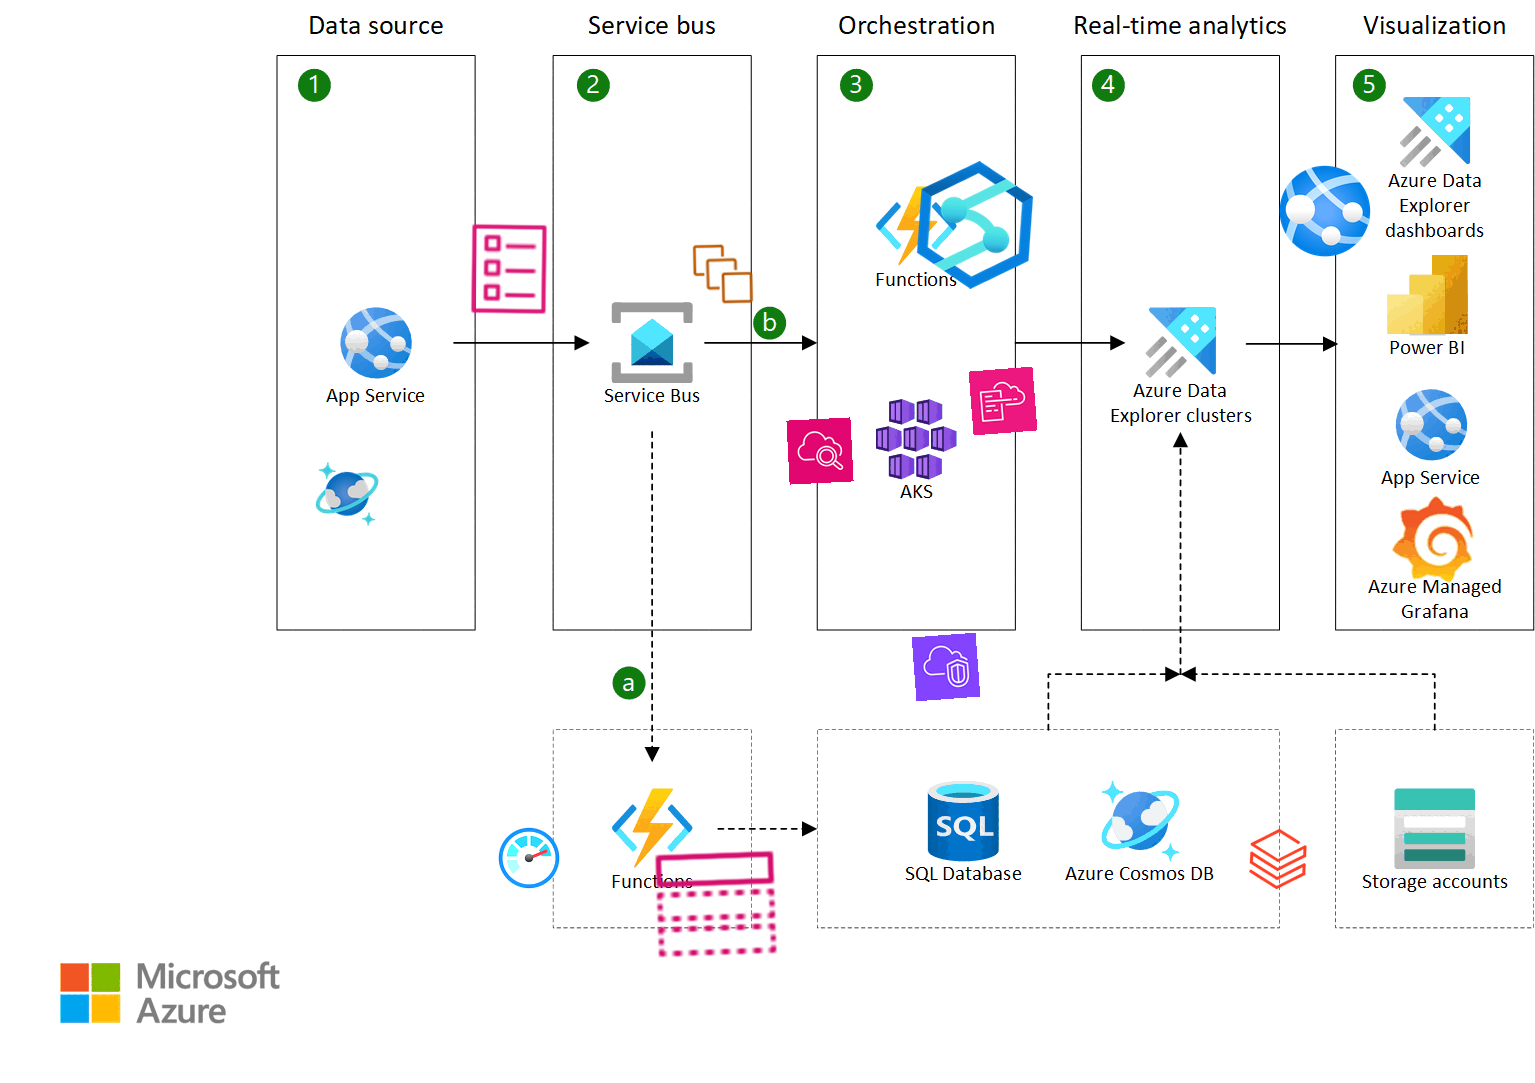 Data source
Service bus
Orchestration
Real-time analytics
Visualization
1
2
3
4
5
Azure Data
Explorer
dashboards
Functions
b
Power BI
App Service
Service Bus
Azure Data
Explorer clusters
App Service
AKS
Azure Managed
Grafana
a
SQL
Functions
SQL Database
Azure Cosmos DB
Storage accounts
Microsoft
Azure